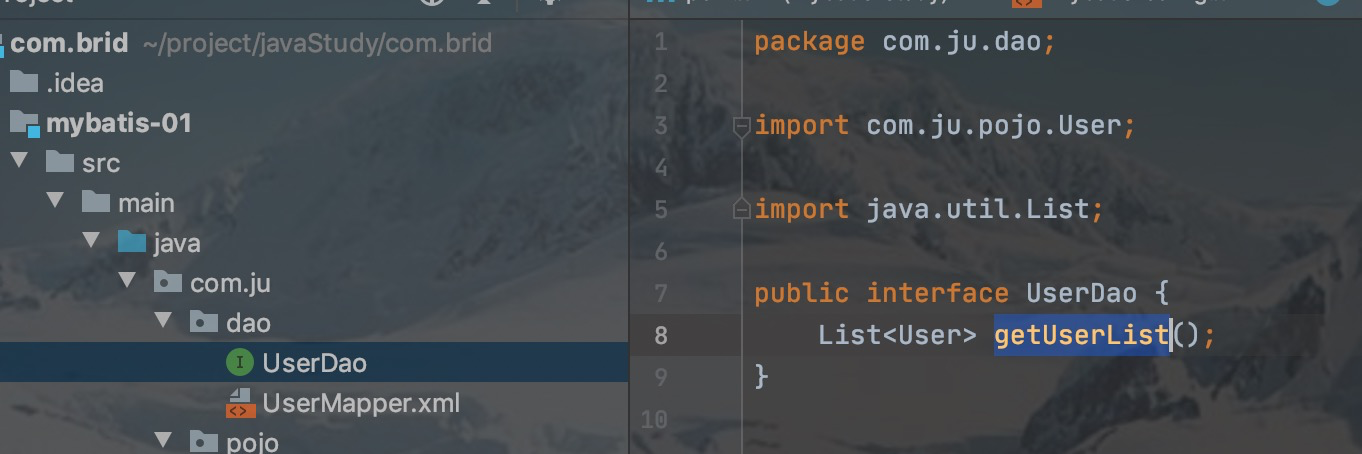 com.brid ~/project/javaStudy/com.brid
.idea
mybatis-01
src
main
java
com.ju
dao
UserDao
UserMapper.xml
pojo
1 package com.ju.dao;
2
3 import com.ju.pojo.User;
4
5 import java.util.List;
6
7 public interface UserDao {
8 List<User> getUserList();
9 }
10